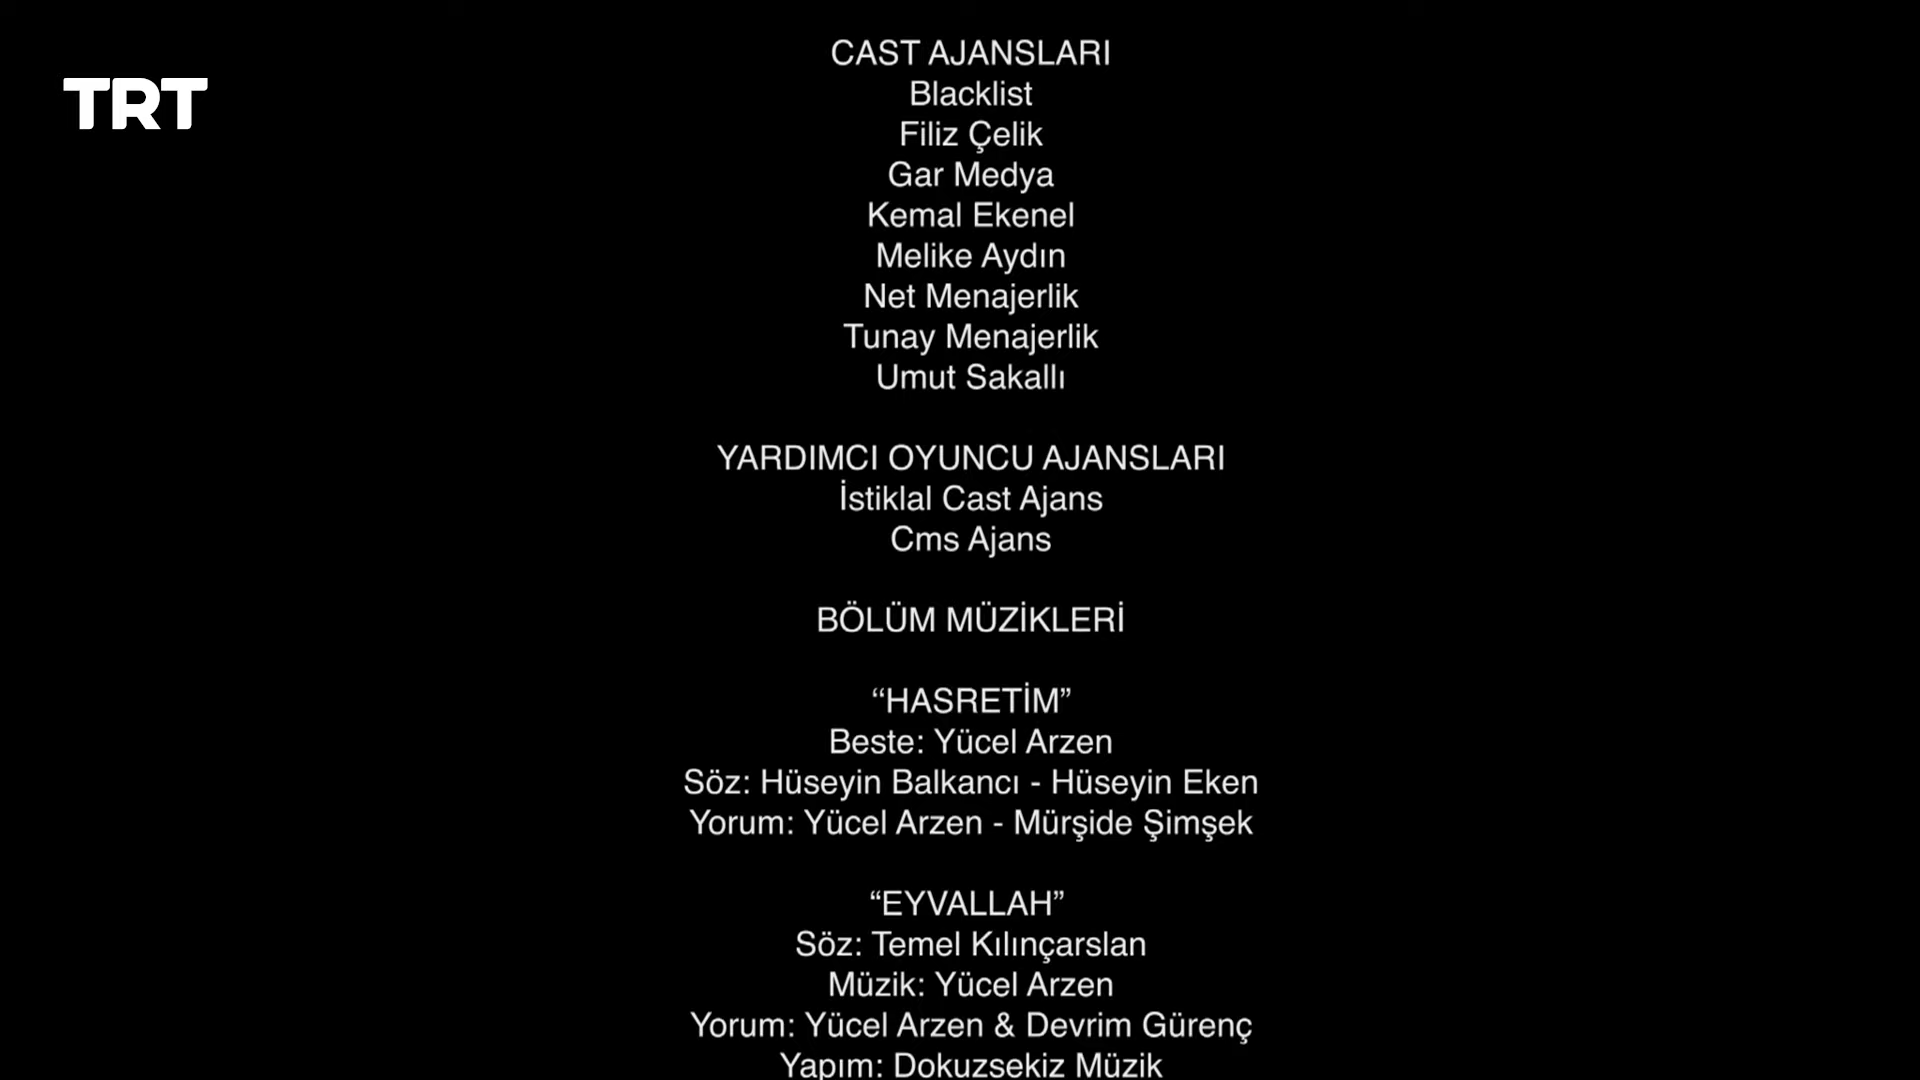 TRT
CAST AJANSLARI
Blacklist
Filiz Çelik
Gar Medya
Kemal Ekenel
Melike Aydın
Net Menajerlik
Tunay Menajerlik
Umut Sakallı
YARDIMCI OYUNCU AJANSLARI
İstiklal Cast Ajans
Cms Ajans
BÖLÜM MÜZİKLERİ
“HASRETİM”
Beste: Yücel Arzen
Söz: Hüseyin Balkancı - Hüseyin Eken
Yorum: Yücel Arzen - Mürşide Şimşek
“EYVALLAH”
Söz: Temel Kılınçarslan
Müzik: Yücel Arzen
Yorum: Yücel Arzen & Devrim Gürenç
Yapım: Dokuzsekiz Müzik